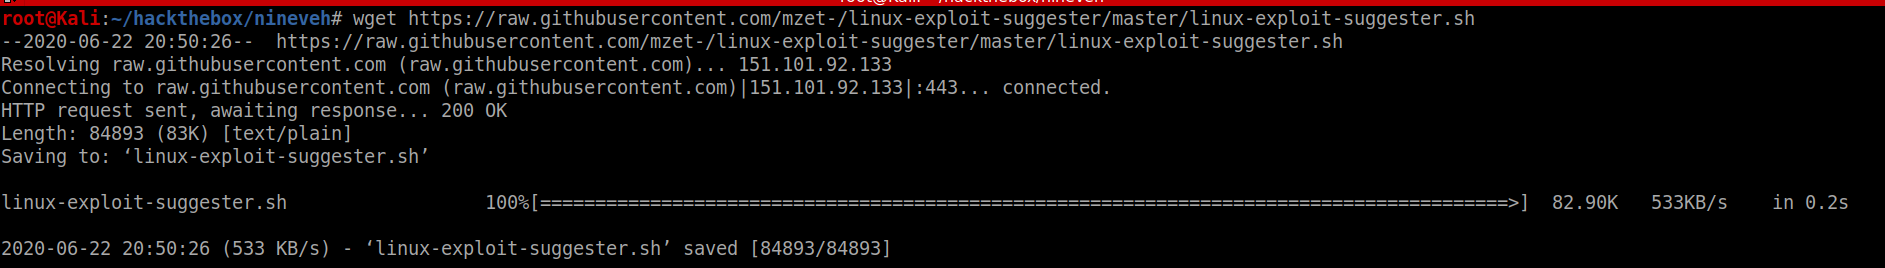 root@Kali: ~/hackthebox/nineveh
root@Kali:~/hackthebox/nineveh# wget https://raw.githubusercontent.com/mzet-/linux-exploit-suggester/master/linux-exploit-suggester.sh
--2020-06-22 20:50:26--  https://raw.githubusercontent.com/mzet-/linux-exploit-suggester/master/linux-exploit-suggester.sh
Resolving raw.githubusercontent.com (raw.githubusercontent.com)... 151.101.92.133
Connecting to raw.githubusercontent.com (raw.githubusercontent.com)|151.101.92.133|:443... connected.
HTTP request sent, awaiting response... 200 OK
Length: 84893 (83K) [text/plain]
Saving to: ‘linux-exploit-suggester.sh’
linux-exploit-suggester.sh 100%[========================================================================================>] 82.90K 533KB/s in 0.2s
2020-06-22 20:50:26 (533 KB/s) - ‘linux-exploit-suggester.sh’ saved [84893/84893]